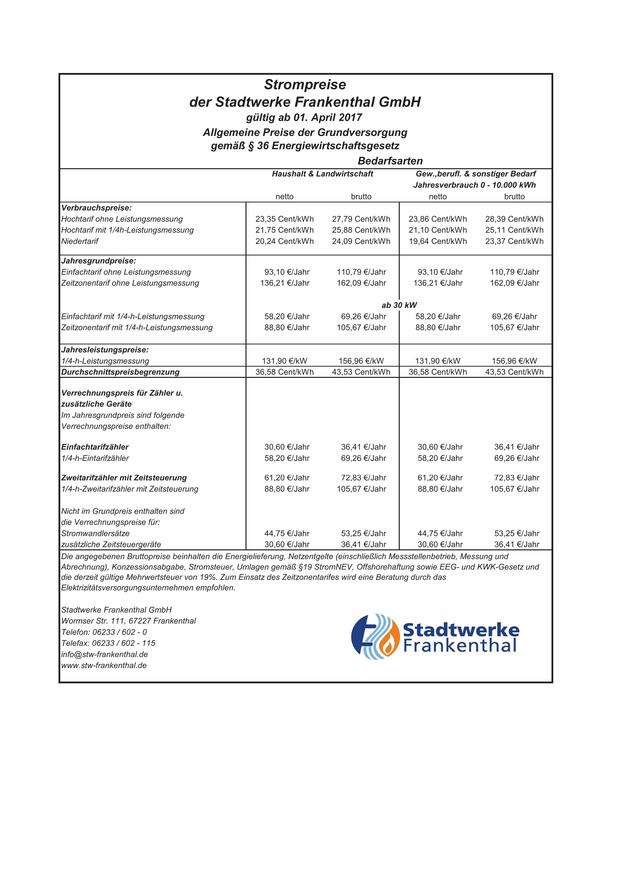 Strompreise
der Stadtwerke Frankenthal GmbH
gültig ab 01. April 2017
Allgemeine Preise der Grundversorgung
gemäß § 36 Energiewirtschaftsgesetz
Bedarfsarten
Haushalt & Landwirtschaft Gew.,berufl. & sonstiger Bedarf
Jahresverbrauch 0 - 10.000 kWh
netto brutto netto brutto
Verbrauchspreise:
Hochtarif ohne Leistungsmessung 23,35 Cent/kWh 27,79 Cent/kWh 23,86 Cent/kWh 28,39 Cent/kWh
Hochtarif mit 1/4h-Leistungsmessung 21,75 Cent/kWh 25,88 Cent/kWh 21,10 Cent/kWh 25,11 Cent/kWh
Niedertarif 20,24 Cent/kWh 24,09 Cent/kWh 19,64 Cent/kWh 23,37 Cent/kWh
Jahresgrundpreise:
Einfachtarif ohne Leistungsmessung 93,10 €/Jahr 110,79 €/Jahr 93,10 €/Jahr 110,79 €/Jahr
Zeitzonentarif ohne Leistungsmessung 136,21 €/Jahr 162,09 €/Jahr 136,21 €/Jahr 162,09 €/Jahr
ab 30 kW
Einfachtarif mit 1/4-h-Leistungsmessung 58,20 €/Jahr 69,26 €/Jahr 58,20 €/Jahr 69,26 €/Jahr
Zeitzonentarif mit 1/4-h-Leistungsmessung 88,80 €/Jahr 105,67 €/Jahr 88,80 €/Jahr 105,67 €/Jahr
Jahresleistungspreise:
1/4-h-Leistungsmessung 131,90 €/kW 156,96 €/kW 131,90 €/kW 156,96 €/kW
Durchschnittspreisbegrenzung 36,58 Cent/kWh 43,53 Cent/kWh 36,58 Cent/kWh 43,53 Cent/kWh
Verrechnungspreis für Zähler u.
zusätzliche Geräte
Im Jahresgrundpreis sind folgende
Verrechnungspreise enthalten:
Einfachtarifzähler 30,60 €/Jahr 36,41 €/Jahr 30,60 €/Jahr 36,41 €/Jahr
1/4-h-Eintarifzähler 58,20 €/Jahr 69,26 €/Jahr 58,20 €/Jahr 69,26 €/Jahr
Zweitarifzähler mit Zeitsteuerung 61,20 €/Jahr 72,83 €/Jahr 61,20 €/Jahr 72,83 €/Jahr
1/4-h-Zweitarifzähler mit Zeitsteuerung 88,80 €/Jahr 105,67 €/Jahr 88,80 €/Jahr 105,67 €/Jahr
Nicht im Grundpreis enthalten sind
die Verrechnungspreise für:
Stromwandlersätze 44,75 €/Jahr 53,25 €/Jahr 44,75 €/Jahr 53,25 €/Jahr
zusätzliche Zeitsteuergeräte 30,60 €/Jahr 36,41 €/Jahr 30,60 €/Jahr 36,41 €/Jahr
Die angegebenen Bruttopreise beinhalten die Energielieferung, Netzentgelte (einschließlich Messstellenbetrieb, Messung und
Abrechnung), Konzessionsabgabe, Stromsteuer, Umlagen gemäß §19 StromNEV, Offshorehaftung sowie EEG- und KWK-Gesetz und
die derzeit gültige Mehrwertsteuer von 19%. Zum Einsatz des Zeitzonentarifes wird eine Beratung durch das
Elektrizitätsversorgungsunternehmen empfohlen.
Stadtwerke Frankenthal GmbH
Wormser Str. 111, 67227 Frankenthal
Telefon: 06233 / 602 - 0
Telefax: 06233 / 602 - 115
info@stw-frankenthal.de
www.stw-frankenthal.de
Stadtwerke
Frankenthal